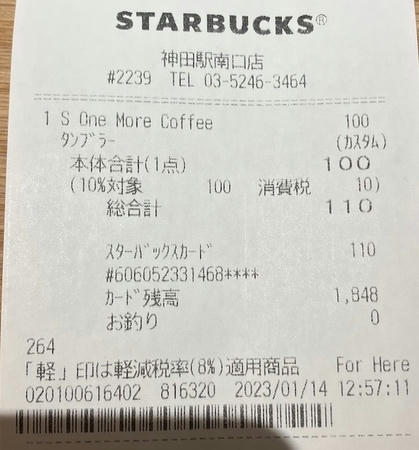 STARBUCKS®
神田駅南口店
#2239 TEL 03-5246-3464
1 S One More Coffee 100
タンブラー (カスタム)
本体合計(1点) 100
(10%対象 100 消費税 10)
総合計 110
スターバックスカード 110
#606052331468****
カード残高 1,848
お釣り 0
264
「軽」印は軽減税率(8%)適用商品 For Here
020100616402 816320 2023/01/14 12:57:11